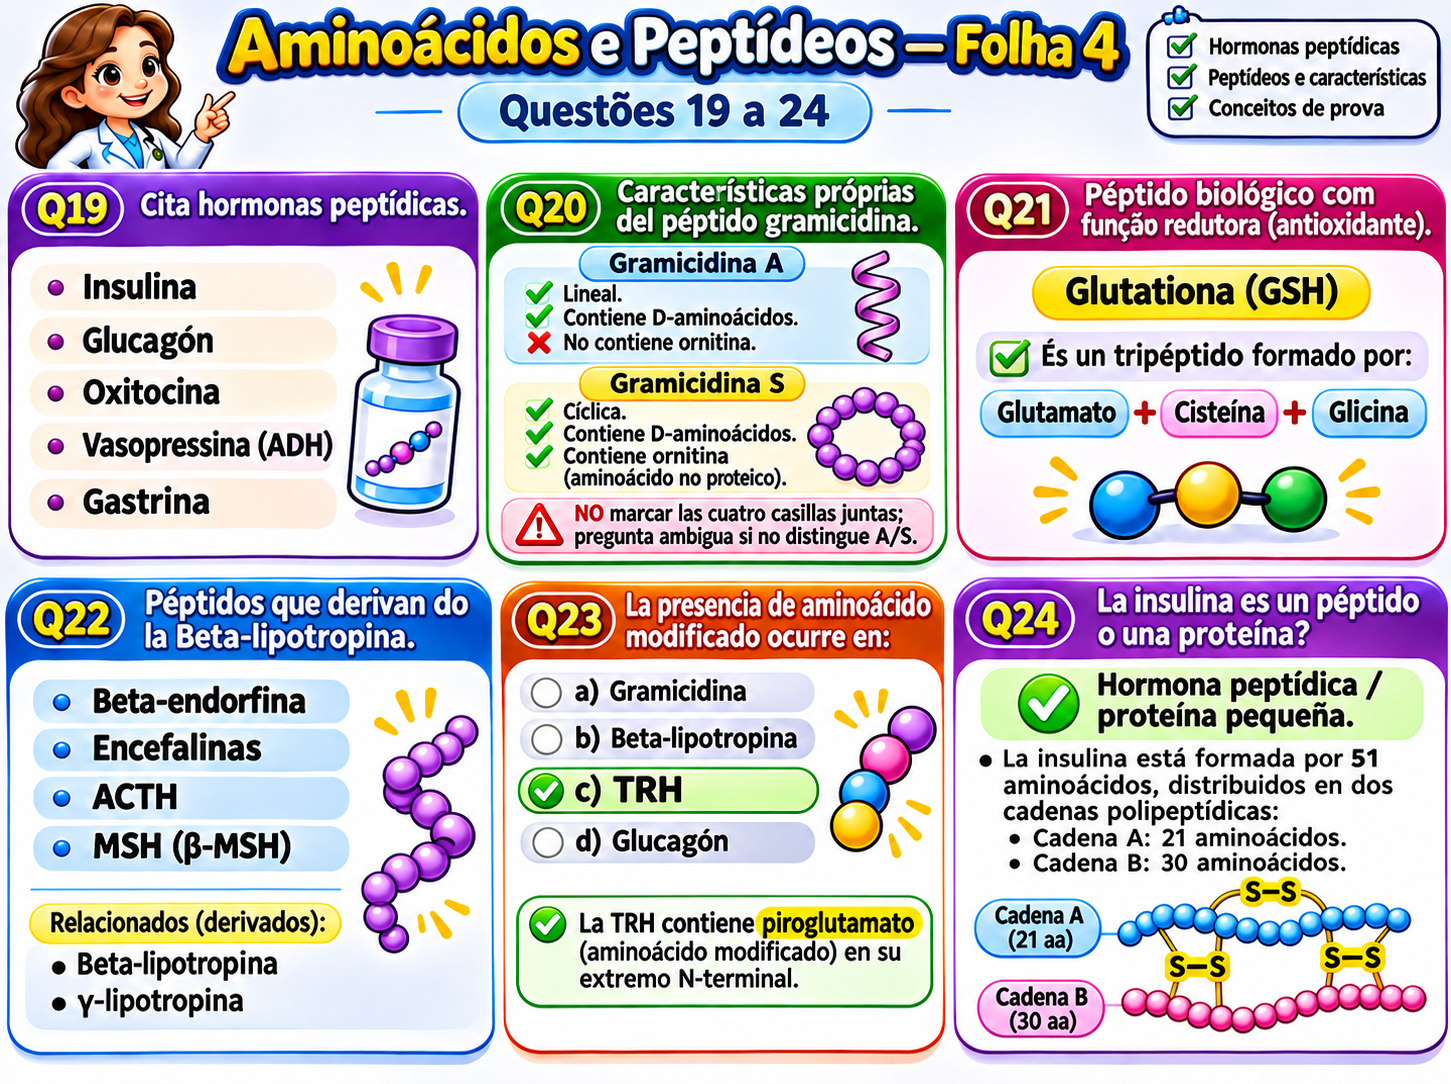 Aminoácidos e Peptídeos – Folha 4
Questões 19 a 24
Hormonas peptídicas
Peptídeos e características
Conceitos de prova
Q19
Cita hormonas peptídicas.
Insulina
Glucagón
Oxitocina
Vasopressina (ADH)
Gastrina
Q20
Características próprias
del péptido gramicidina.
Gramicidina A
Lineal.
Contiene D-aminoácidos.
No contiene ornitina.
Gramicidina S
Cíclica.
Contiene D-aminoácidos.
Contiene ornitina
(aminoácido no proteico).
NO marcar las cuatro casillas juntas;
pregunta ambigua si no distingue A/S.
Q21
Péptido biológico com
função redutora (antioxidante).
Glutationa (GSH)
És un tripéptido formado por:
Glutamato + Cisteína + Glicina
Q22
Péptidos que derivan do
la Beta-lipotropina.
Beta-endorfina
Encefalinas
ACTH
MSH (β-MSH)
Relacionados (derivados):
Beta-lipotropina
γ-lipotropina
Q23
La presencia de aminoácido
modificado ocurre en:
a) Gramicidina
b) Beta-lipotropina
c) TRH
d) Glucagón
La TRH contiene piroglutamato
(aminoácido modificado) en su
extremo N-terminal.
Q24
La insulina es un péptido
o una proteína?
Hormona peptídica /
proteína pequeña.
La insulina está formada por 51
aminoácidos, distribuidos en dos
cadenas polipeptídicas:
Cadena A: 21 aminoácidos.
Cadena B: 30 aminoácidos.
S–S
Cadena A
(21 aa)
S–S
S–S
Cadena B
(30 aa)